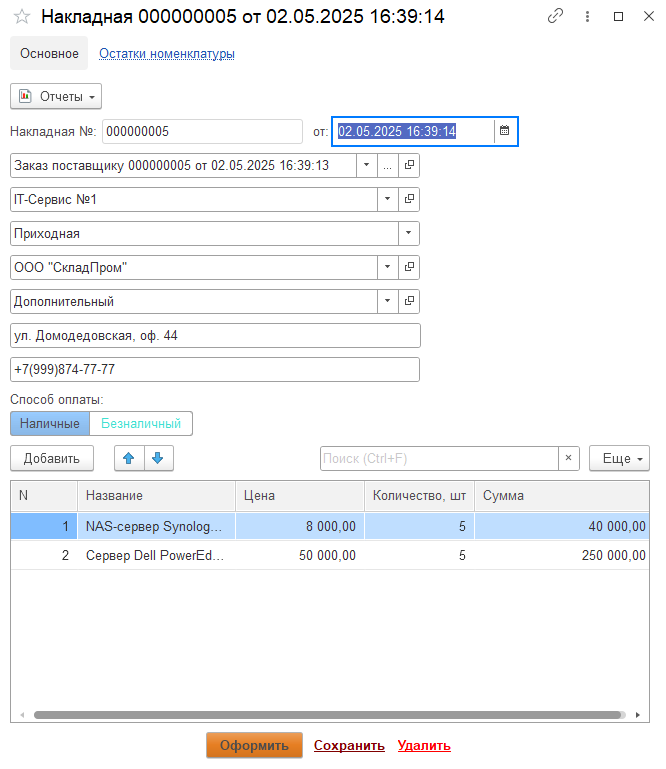 Накладная 000000005 от 02.05.2025 16:39:14
Основное Остатки номенклатуры
Отчеты
Накладная №: 000000005 от: 02.05.2025 16:39:14
Заказ поставщику 000000005 от 02.05.2025 16:39:13 ...
IT-Сервис №1
Приходная
ООО "СкладПром"
Дополнительный
ул. Домодедовская, оф. 44
+7(999)874-77-77
Способ оплаты:
Наличные Безналичный
Добавить Поиск (Ctrl+F) × Еще
N Название Цена Количество, шт Сумма
1 NAS-сервер Synolog... 8 000,00 5 40 000,00
2 Сервер Dell PowerEd... 50 000,00 5 250 000,00
Оформить Сохранить Удалить